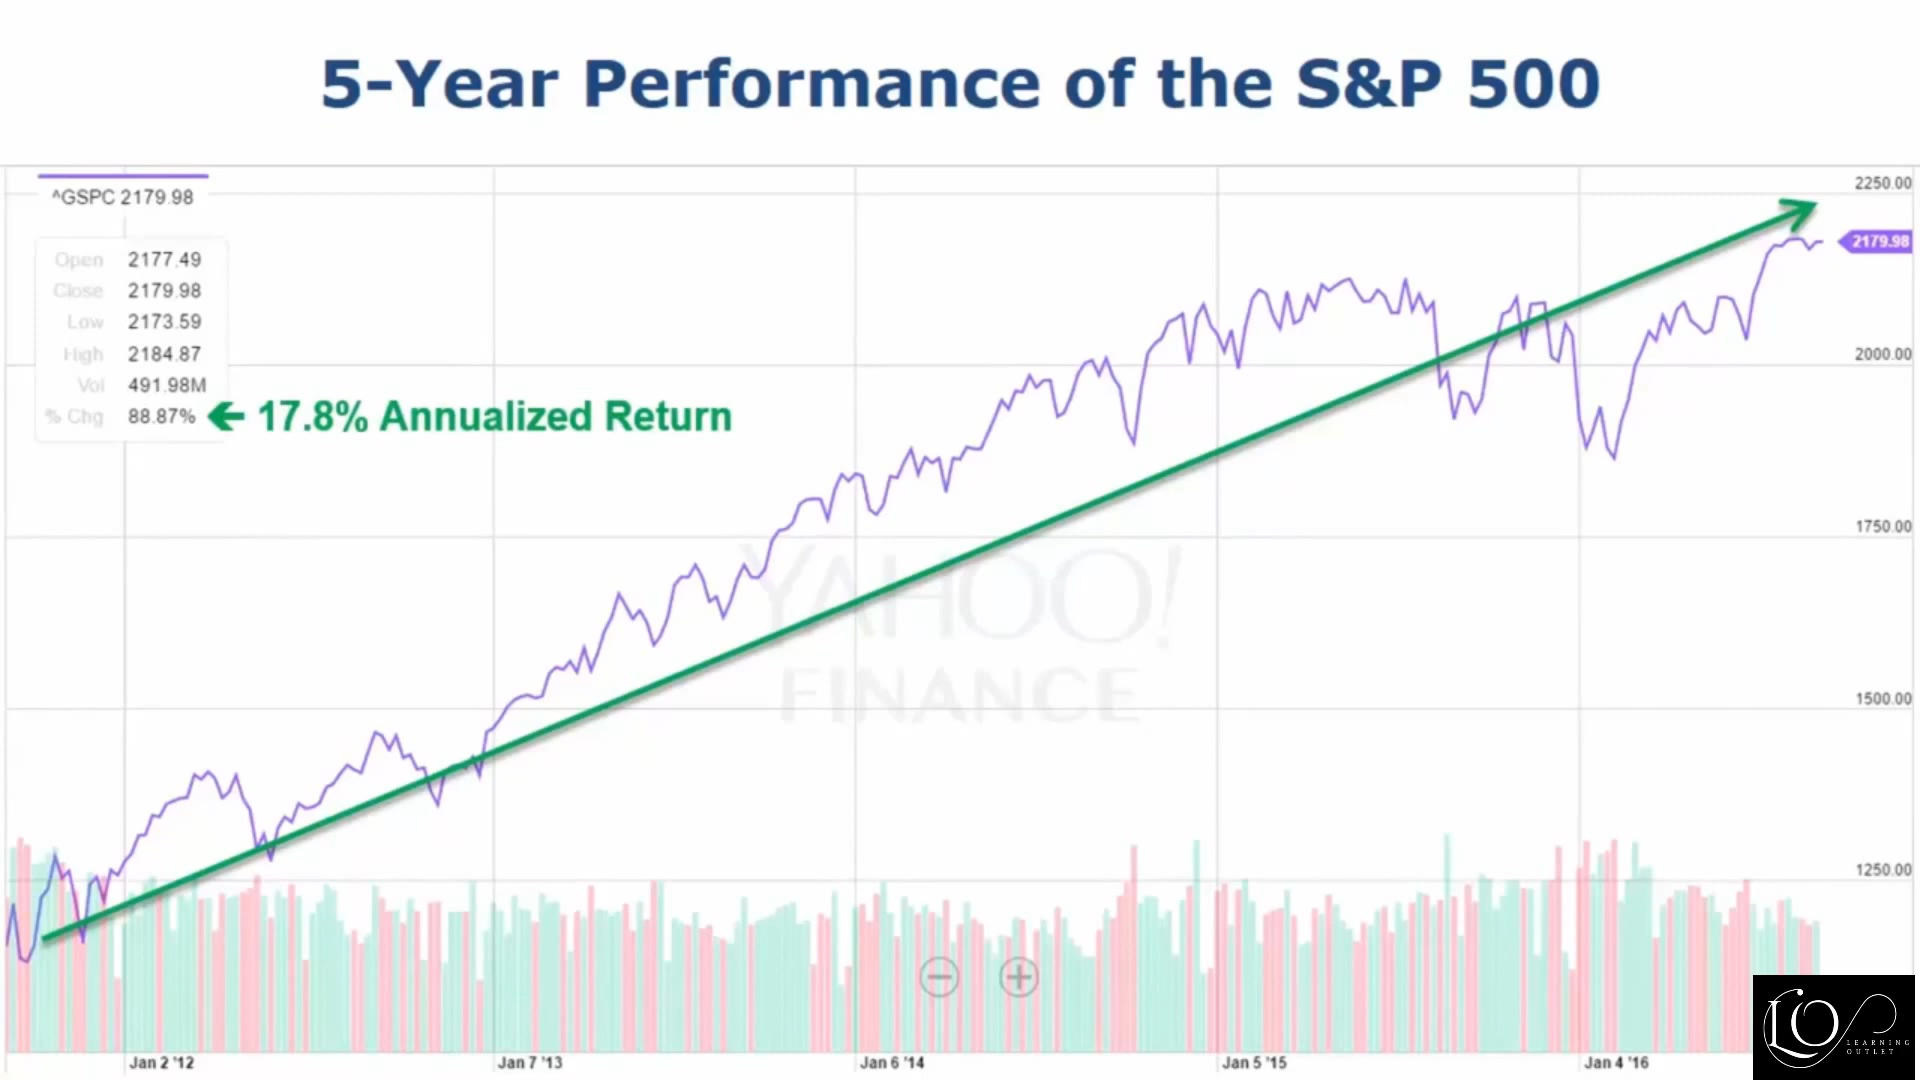 5-Year Performance of the S&P 500
^GSPC 2179.98
Open 2177.49
Close 2179.98
Low 2173.59
High 2184.87
Vol 491.98M
% Chg 88.87%
17.8% Annualized Return
2250.00
2179.98
2000.00
1750.00
1500.00
1250.00
YAHOO!
FINANCE
Jan 2 '12
Jan 7 '13
Jan 6 '14
Jan 5 '15
Jan 4 '16
LO
LEARNING
OUTLET